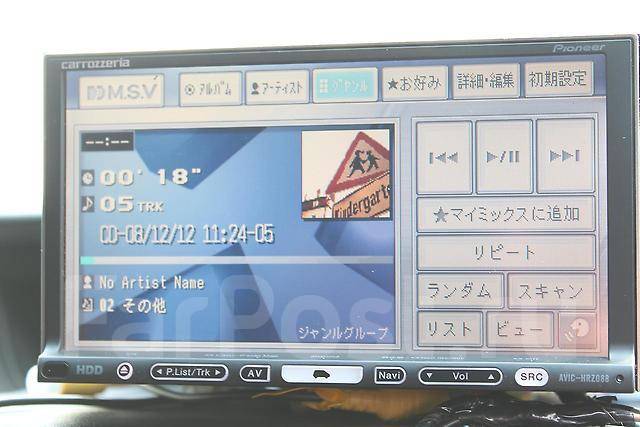 carrozzeria Pioneer
M.S.V アルバム アーティスト ジャンル ★お好み 詳細・編集 初期設定
--:--
00' 18"
05 TRK
00-08/12/12 11:24-05
Kindergarte
★マイミックスに追加
リピート
No Artist Name
ランダム スキャン
02 その他
ジャンルグループ
リスト ビュー
HDD P.List/Trk AV Navi Vol SRC AVIC-HRZ088